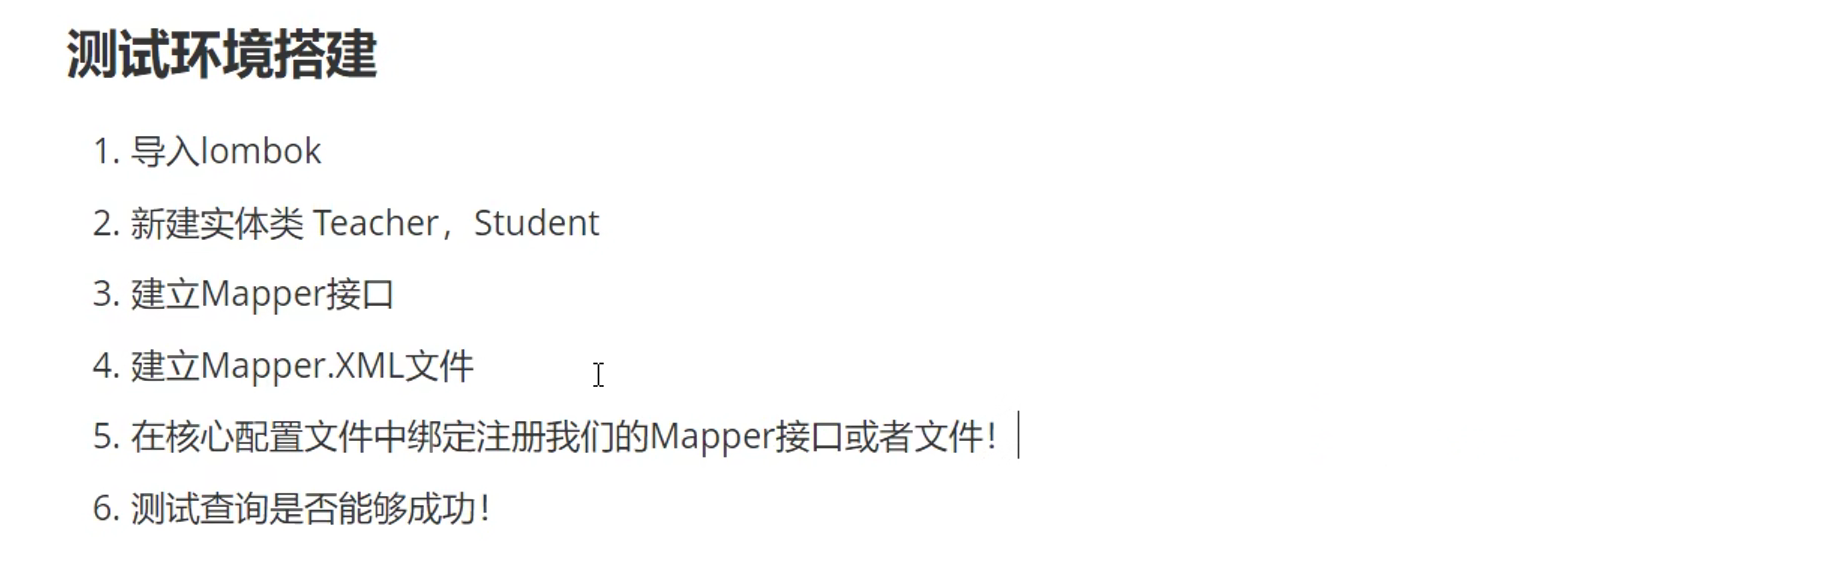 测试环境搭建
1. 导入lombok
2. 新建实体类 Teacher，Student
3. 建立Mapper接口
4. 建立Mapper.XML文件
5. 在核心配置文件中绑定注册我们的Mapper接口或者文件！
6. 测试查询是否能够成功！